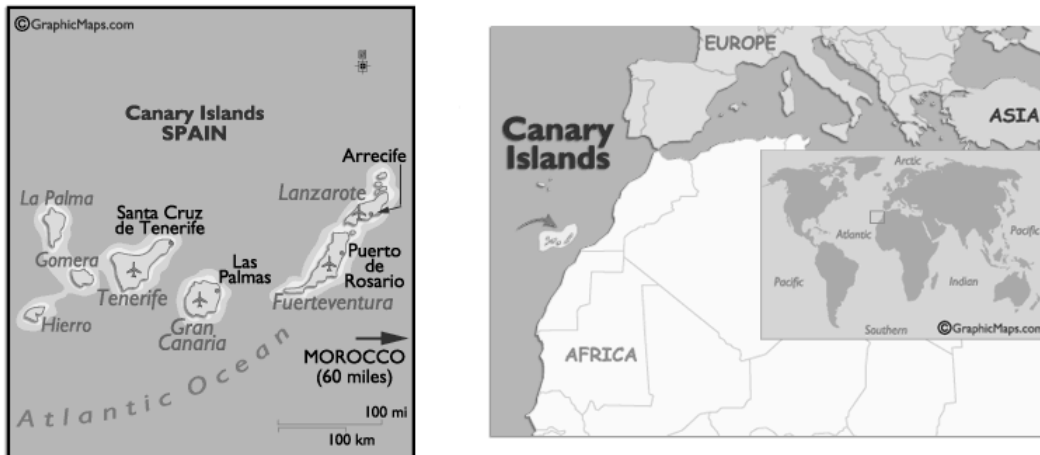 ©GraphicMaps.com
Canary Islands
SPAIN
Arrecife
Lanzarote
La Palma
Santa Cruz
de Tenerife
Gomera
Las
Palmas
Puerto
de
Rosario
Tenerife
Fuerteventura
Hierro
Gran
Canaria
Atlantic Ocean
MOROCCO
(60 miles)
100 mi
100 km
EUROPE
ASIA
Canary
Islands
AFRICA
Arctic
Atlantic
Pacific
Pacific
Indian
Southern
©GraphicMaps.com